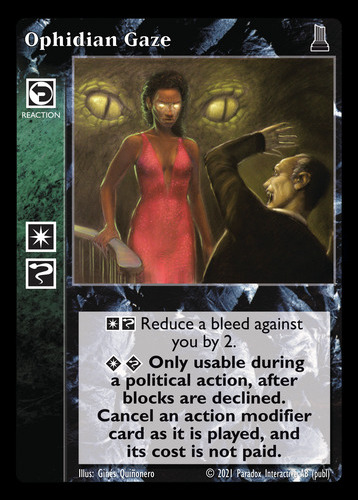 Ophidian Gaze
REACTION
Reduce a bleed against
you by 2.
Only usable during
a political action, after
blocks are declined.
Cancel an action modifier
card as it is played, and
its cost is not paid.
Illus: Ginés Quiñonero © 2021 Paradox Interactive AB (publ)